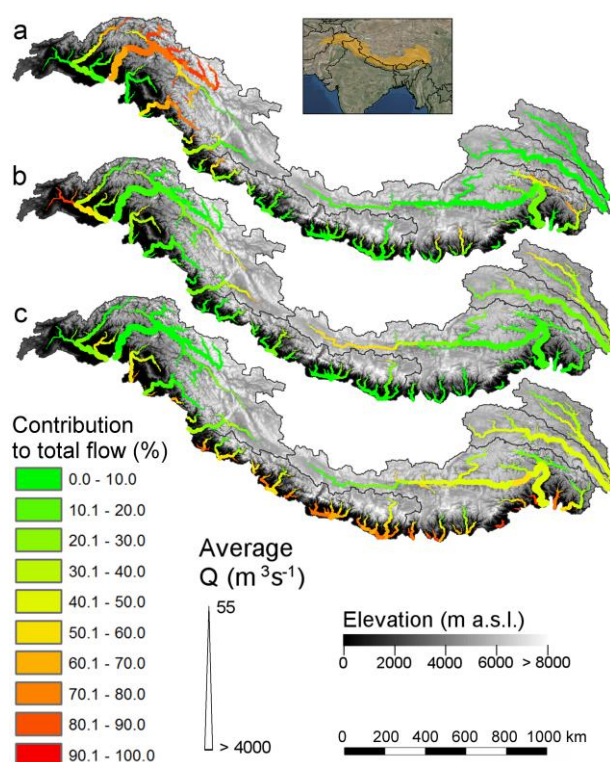 a
b
c
Contribution
to total flow (%)
0.0 - 10.0
10.1 - 20.0
20.1 - 30.0
30.1 - 40.0
40.1 - 50.0
50.1 - 60.0
60.1 - 70.0
70.1 - 80.0
80.1 - 90.0
90.1 - 100.0
Average
Q (m³s⁻¹)
55
> 4000
Elevation (m a.s.l.)
0 2000 4000 6000 > 8000
0 200 400 600 800 1000 km